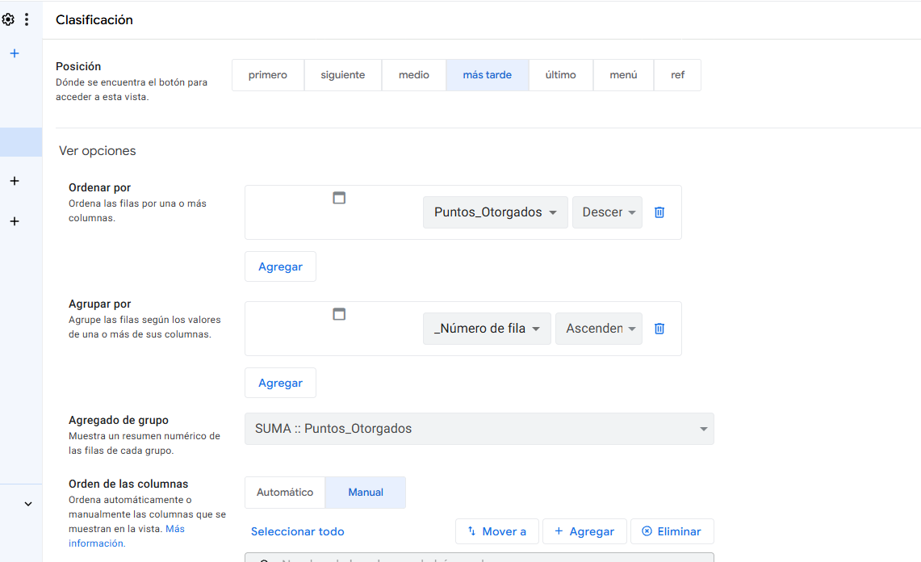 Clasificación
Posición
Dónde se encuentra el botón para
acceder a esta vista.
primero
siguiente
medio
más tarde
último
menú
ref
Ver opciones
Ordenar por
Ordena las filas por una o más
columnas.
Puntos_Otorgados
Descer
Agregar
Agrupar por
Agrupe las filas según los valores
de una o más de sus columnas.
_Número de fila
Ascenden
Agregar
Agregado de grupo
Muestra un resumen numérico de
las filas de cada grupo.
SUMA :: Puntos_Otorgados
Orden de las columnas
Ordena automáticamente o
manualmente las columnas que se
muestran en la vista. Más
información.
Automático
Manual
Seleccionar todo
Mover a
Agregar
Eliminar